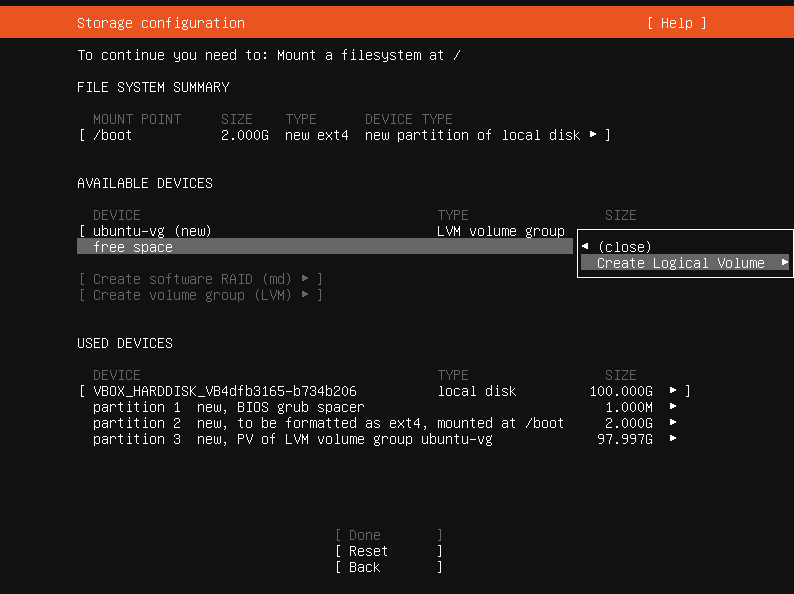 Storage configuration [ Help ]
To continue you need to: Mount a filesystem at /
FILE SYSTEM SUMMARY
MOUNT POINT SIZE TYPE DEVICE TYPE
[ /boot 2.000G new ext4 new partition of local disk ▸ ]
AVAILABLE DEVICES
DEVICE TYPE SIZE
[ ubuntu-vg (new) LVM volume group
free space ◂ (close)
Create Logical Volume ▸
[ Create software RAID (md) ▸ ]
[ Create volume group (LVM) ▸ ]
USED DEVICES
DEVICE TYPE SIZE
[ VBOX_HARDDISK_VB4dfb3165-b734b206 local disk 100.000G ▸ ]
partition 1 new, BIOS grub spacer 1.000M ▸
partition 2 new, to be formatted as ext4, mounted at /boot 2.000G ▸
partition 3 new, PV of LVM volume group ubuntu-vg 97.997G ▸
[ Done ]
[ Reset ]
[ Back ]